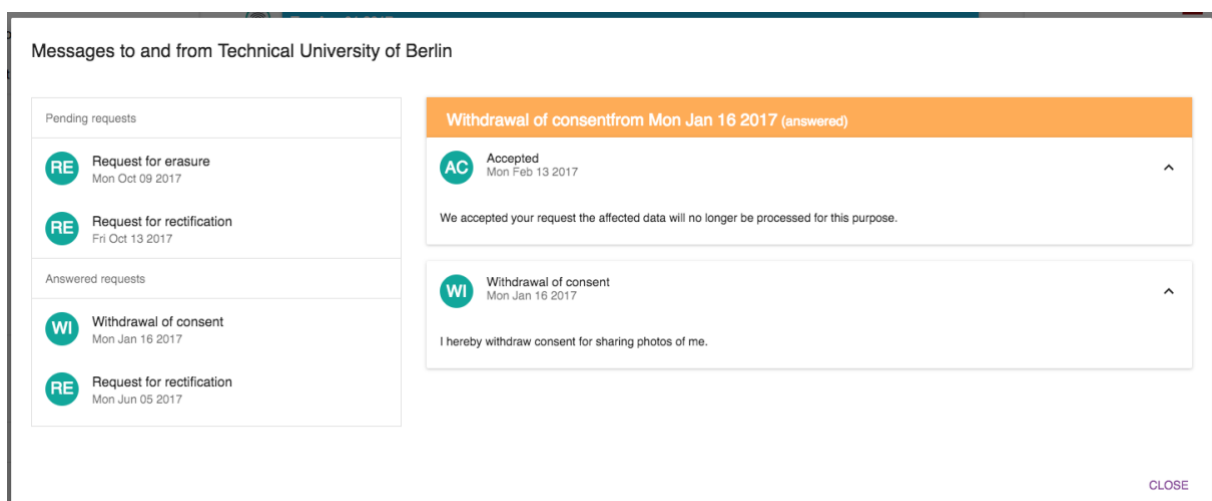 Messages to and from Technical University of Berlin
Pending requests
RE
Request for erasure
Mon Oct 09 2017
RE
Request for rectification
Fri Oct 13 2017
Answered requests
WI
Withdrawal of consent
Mon Jan 16 2017
RE
Request for rectification
Mon Jun 05 2017
Withdrawal of consentfrom Mon Jan 16 2017 (answered)
AC
Accepted
Mon Feb 13 2017
We accepted your request the affected data will no longer be processed for this purpose.
WI
Withdrawal of consent
Mon Jan 16 2017
I hereby withdraw consent for sharing photos of me.
CLOSE